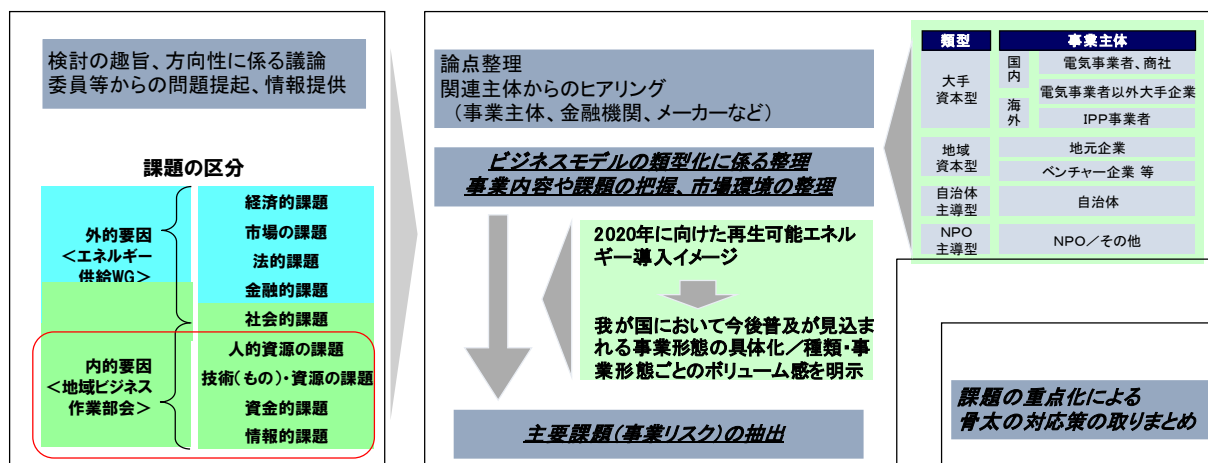 検討の趣旨、方向性に係る議論
委員等からの問題提起、情報提供
課題の区分
外的要因
<エネルギー
供給WG>
内的要因
<地域ビジネス
作業部会>
経済的課題
市場の課題
法的課題
金融的課題
社会的課題
人的資源の課題
技術(もの)・資源の課題
資金的課題
情報的課題
論点整理
関連主体からのヒアリング
（事業主体、金融機関、メーカーなど）
ビジネスモデルの類型化に係る整理
事業内容や課題の把握、市場環境の整理
2020年に向けた再生可能エネル
ギー導入イメージ
我が国において今後普及が見込ま
れる事業形態の具体化／種類・事
業形態ごとのボリューム感を明示
主要課題(事業リスク)の抽出
類型
事業主体
大手
資本型
国
内
電気事業者、商社
電気事業者以外大手企業
海
外
IPP事業者
地域
資本型
地元企業
ベンチャー企業 等
自治体
主導型
自治体
NPO
主導型
NPO／その他
課題の重点化による
骨太の対応策の取りまとめ